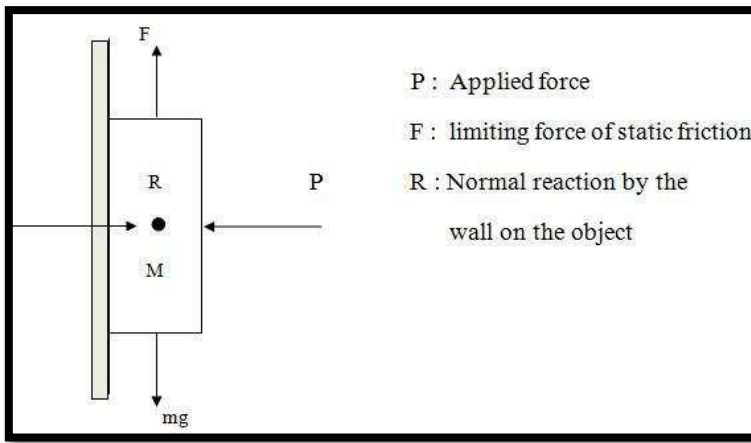 F
P : Applied force
F : limiting force of static friction
R
P
R : Normal reaction by the
wall on the object
M
mg